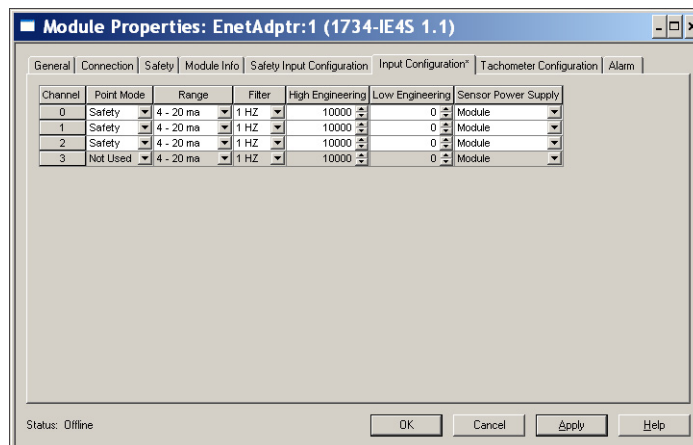 Module Properties: EnetAdptr:1 (1734-IE4S 1.1)
General Connection Safety Module Info Safety Input Configuration Input Configuration* Tachometer Configuration Alarm
Channel Point Mode Range Filter High Engineering Low Engineering Sensor Power Supply
0 Safety 4 - 20 ma 1 HZ 10000 0 Module
1 Safety 4 - 20 ma 1 HZ 10000 0 Module
2 Safety 4 - 20 ma 1 HZ 10000 0 Module
3 Not Used 4 - 20 ma 1 HZ 10000 0 Module
Status: Offline OK Cancel Apply Help